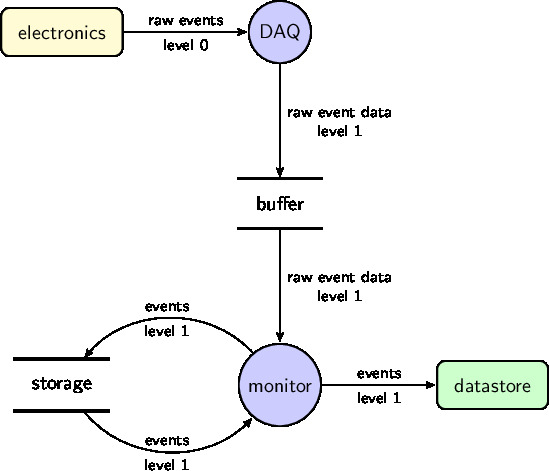 electronics
raw events
level 0
DAQ
raw event data
level 1
buffer
raw event data
level 1
events
level 1
storage
monitor
events
level 1
datastore
events
level 1